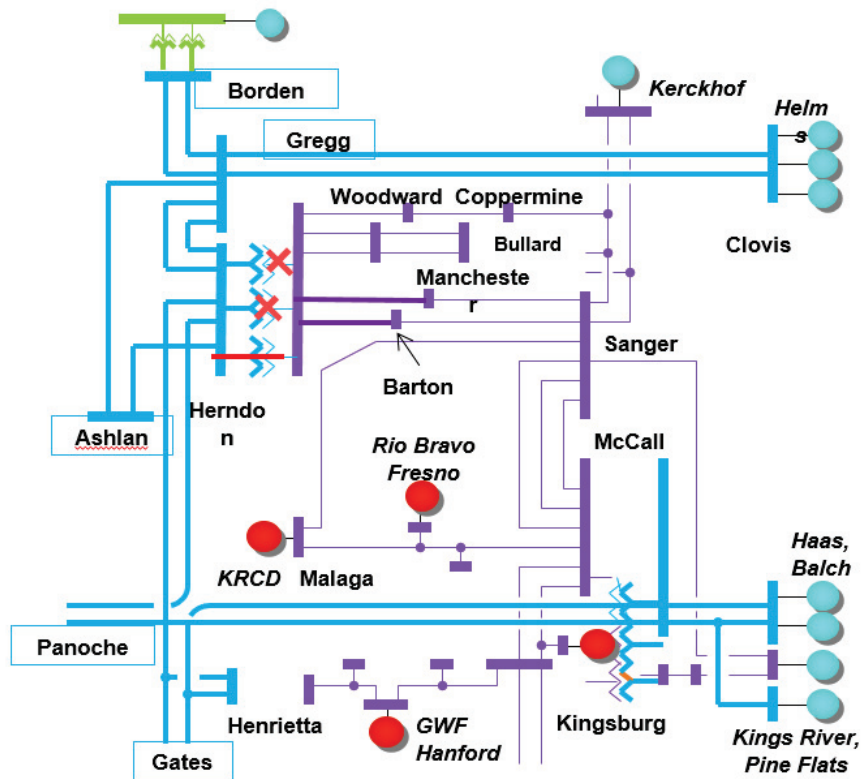 Borden
Kerckhof
Helm
s
Gregg
Woodward
Coppermine
Bullard
Clovis
Mancheste
r
Sanger
Barton
Herndo
n
Ashlan
McCall
Rio Bravo
Fresno
KRCD
Malaga
Haas,
Balch
Panoche
Henrietta
GWF
Hanford
Kingsburg
Kings River,
Pine Flats
Gates